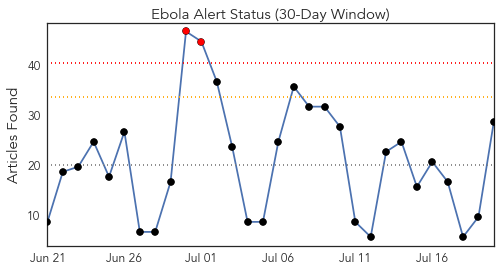 Ebola Alert Status (30-Day Window)
Articles Found
40
30
20
10
Jun 21 Jun 26 Jul 01 Jul 06 Jul 11 Jul 16